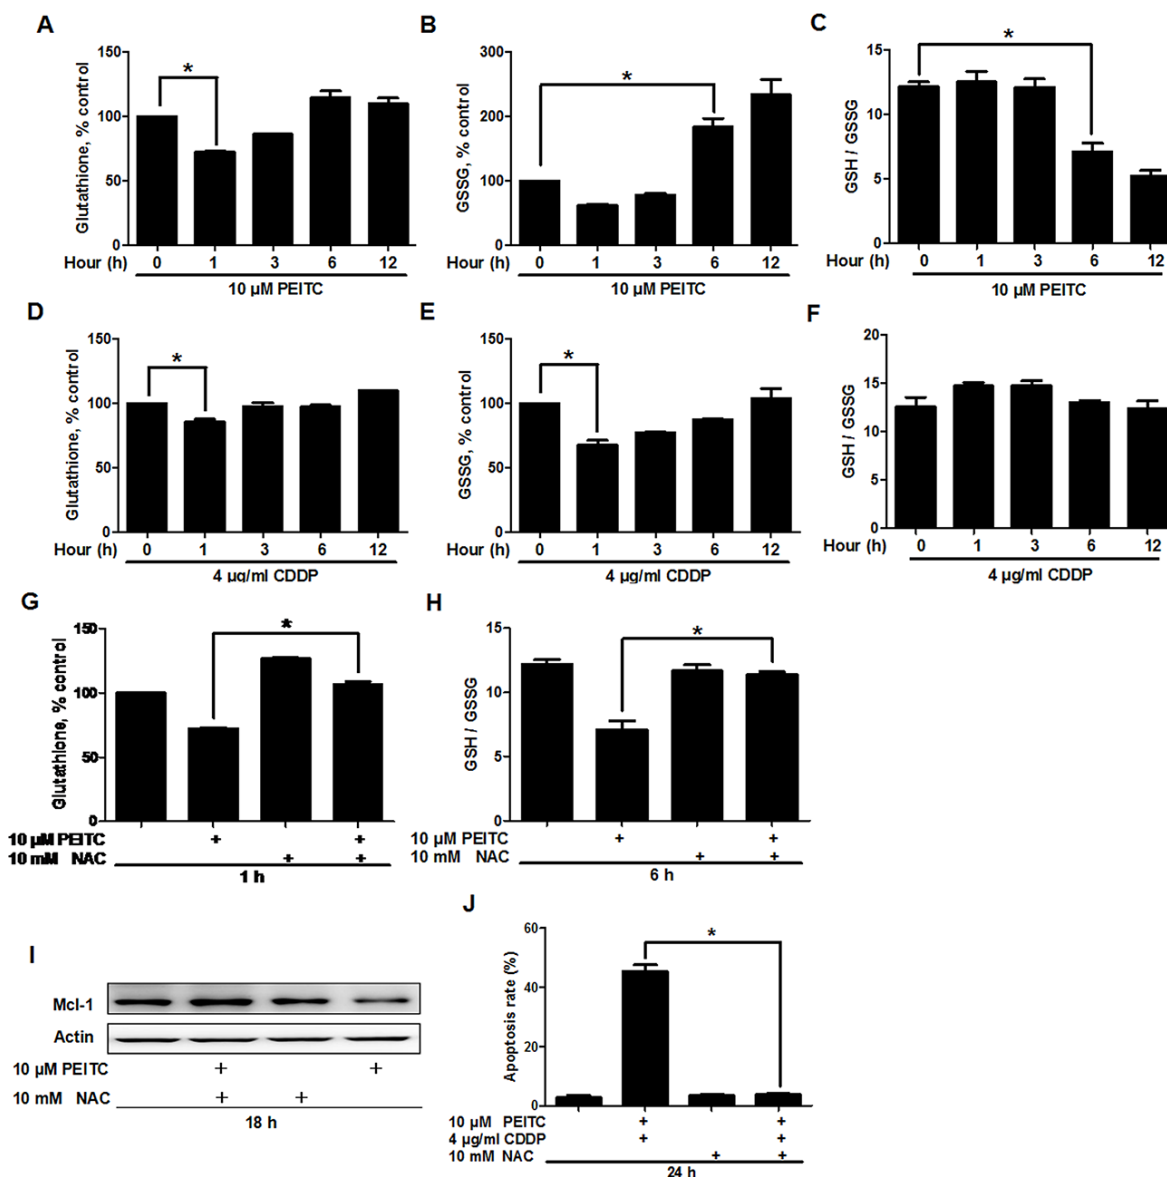 A
Glutathione, % control
150
100
50
0
*
Hour (h) 0 1 3 6 12
10 µM PEITC
B
GSSG, % control
300
200
100
0
*
Hour (h) 0 1 3 6 12
10 µM PEITC
C
GSH / GSSG
15
10
5
0
*
Hour (h) 0 1 3 6 12
10 µM PEITC
D
Glutathione, % control
150
100
50
0
*
Hour (h) 0 1 3 6 12
4 µg/ml CDDP
E
GSSG, % control
150
100
50
0
*
Hour (h) 0 1 3 6 12
4 µg/ml CDDP
F
GSH / GSSG
20
15
10
5
0
Hour (h) 0 1 3 6 12
4 µg/ml CDDP
G
Glutathione, % control
150
100
50
0
*
10 µM PEITC + +
10 mM NAC + +
1 h
H
GSH / GSSG
15
10
5
0
*
10 µM PEITC + +
10 mM NAC + +
6 h
I
Mcl-1
Actin
10 µM PEITC + +
10 mM NAC + +
18 h
J
Apoptosis rate (%)
60
40
20
0
*
10 µM PEITC + +
4 µg/ml CDDP + +
10 mM NAC + +
24 h